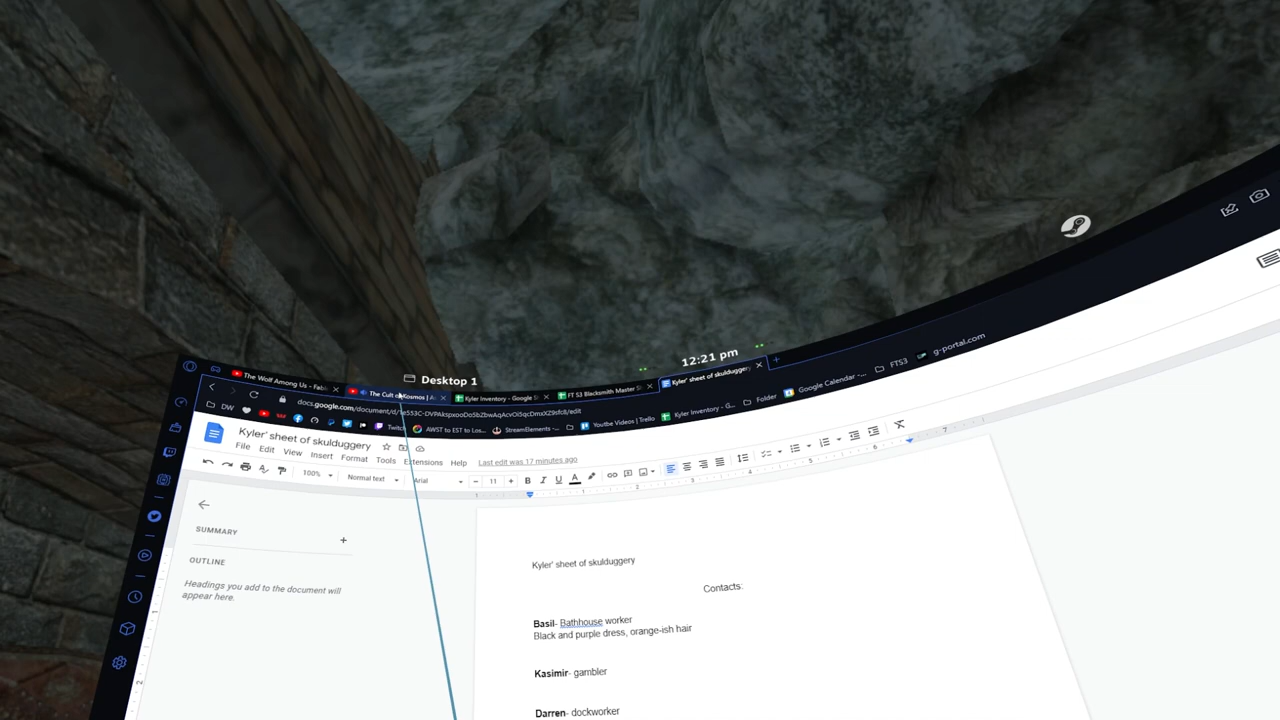 Desktop 1
12:21 pm
The Wolf Among Us - Fabl
The Cult of Kosmos | A
Kyler Inventory - Google S
FT S3 Blacksmith Master S
Kyler' sheet of skulduggery
DW
Twitch
AWST to EST to Los...
StreamElements -...
Youtbe Videos | Trello
Kyler Inventory - G...
Folder
Google Calendar -...
FTS3
g-portal.com
Kyler' sheet of skulduggery
File Edit View Insert Format Tools Extensions Help Last edit was 17 minutes ago
100% Normal text Arial 11 B I U A
SUMMARY
OUTLINE
Headings you add to the document will
appear here.
Kyler' sheet of skulduggery
Contacts:
Basil- Bathhouse worker
Black and purple dress, orange-ish hair
Kasimir- gambler
Darren- dockworker